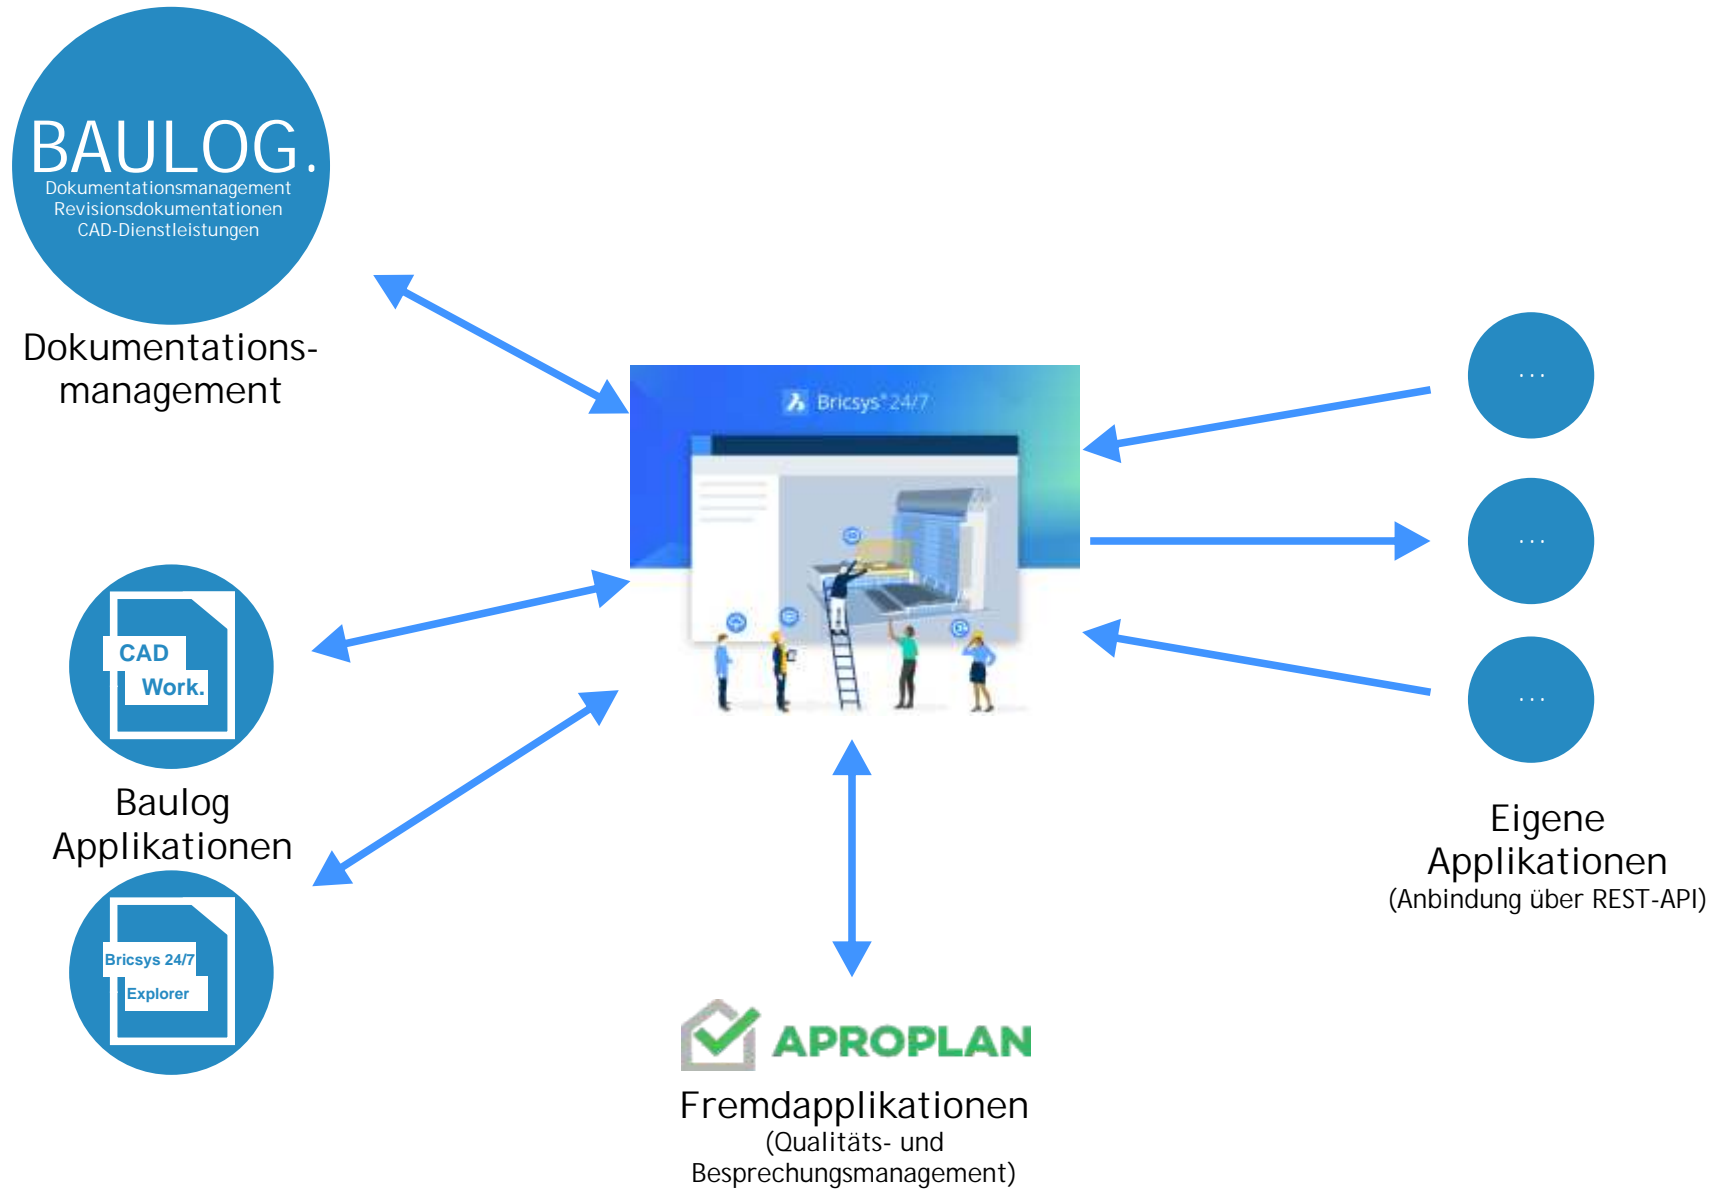 BAULOG.
Dokumentationsmanagement
Revisionsdokumentationen
CAD-Dienstleistungen
Dokumentations-
management
Bricsys® 24/7
CAD
Work.
Baulog
Applikationen
Bricsys 24/7
Explorer
APROPLAN
Fremdapplikationen
(Qualitäts- und
Besprechungsmanagement)
...
...
...
Eigene
Applikationen
(Anbindung über REST-API)